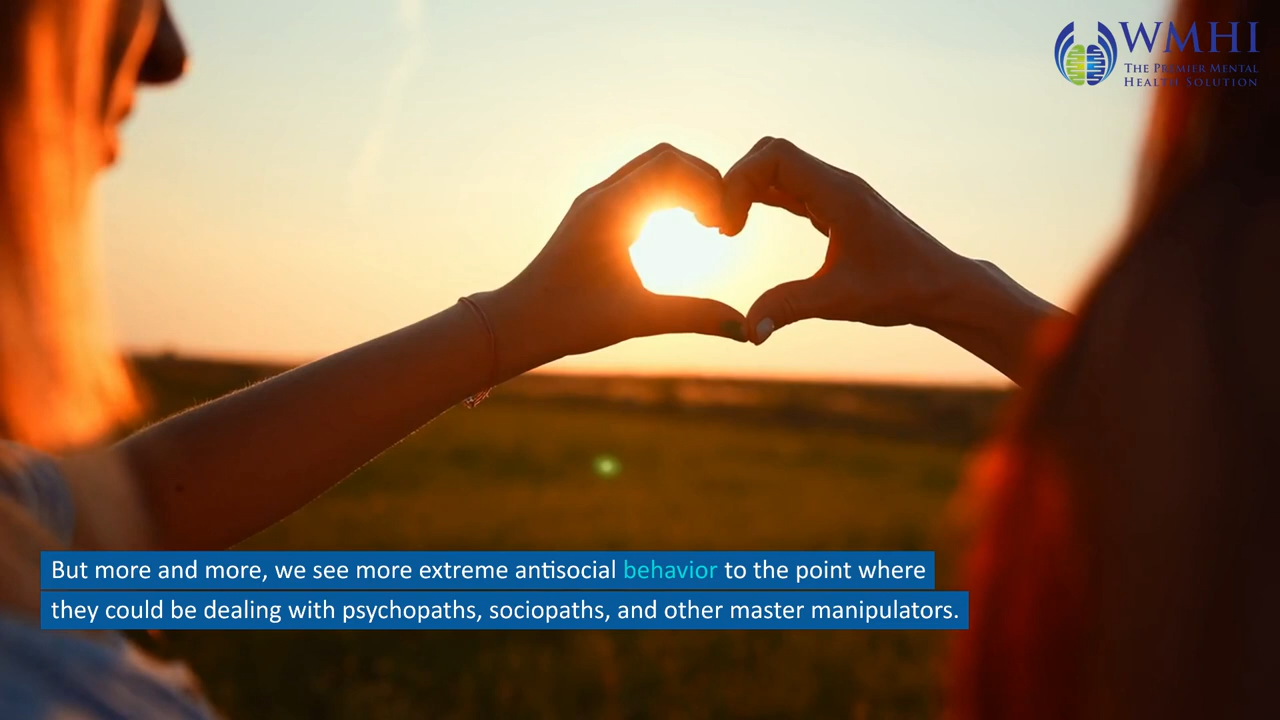 WMHI
THE PREMIER MENTAL
HEALTH SOLUTION
But more and more, we see more extreme antisocial behavior to the point where
they could be dealing with psychopaths, sociopaths, and other master manipulators.